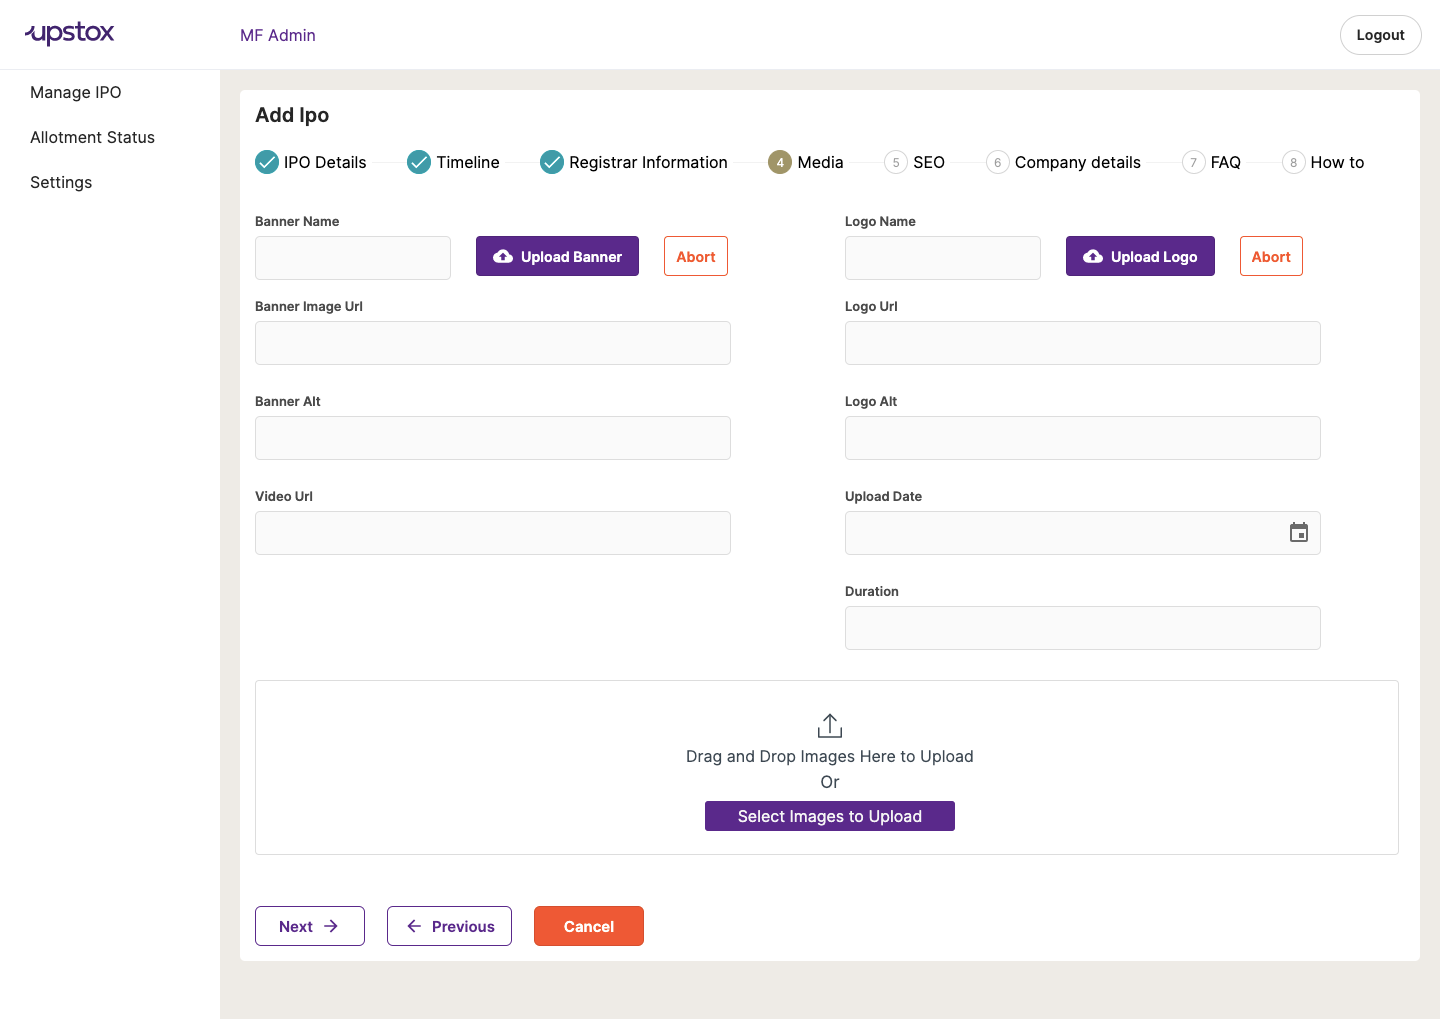 upstox
MF Admin
Logout
Manage IPO
Allotment Status
Settings
Add Ipo
IPO Details
Timeline
Registrar Information
4 Media
5 SEO
6 Company details
7 FAQ
8 How to
Banner Name
Upload Banner
Abort
Logo Name
Upload Logo
Abort
Banner Image Url
Logo Url
Banner Alt
Logo Alt
Video Url
Upload Date
Duration
Drag and Drop Images Here to Upload
Or
Select Images to Upload
Next
Previous
Cancel